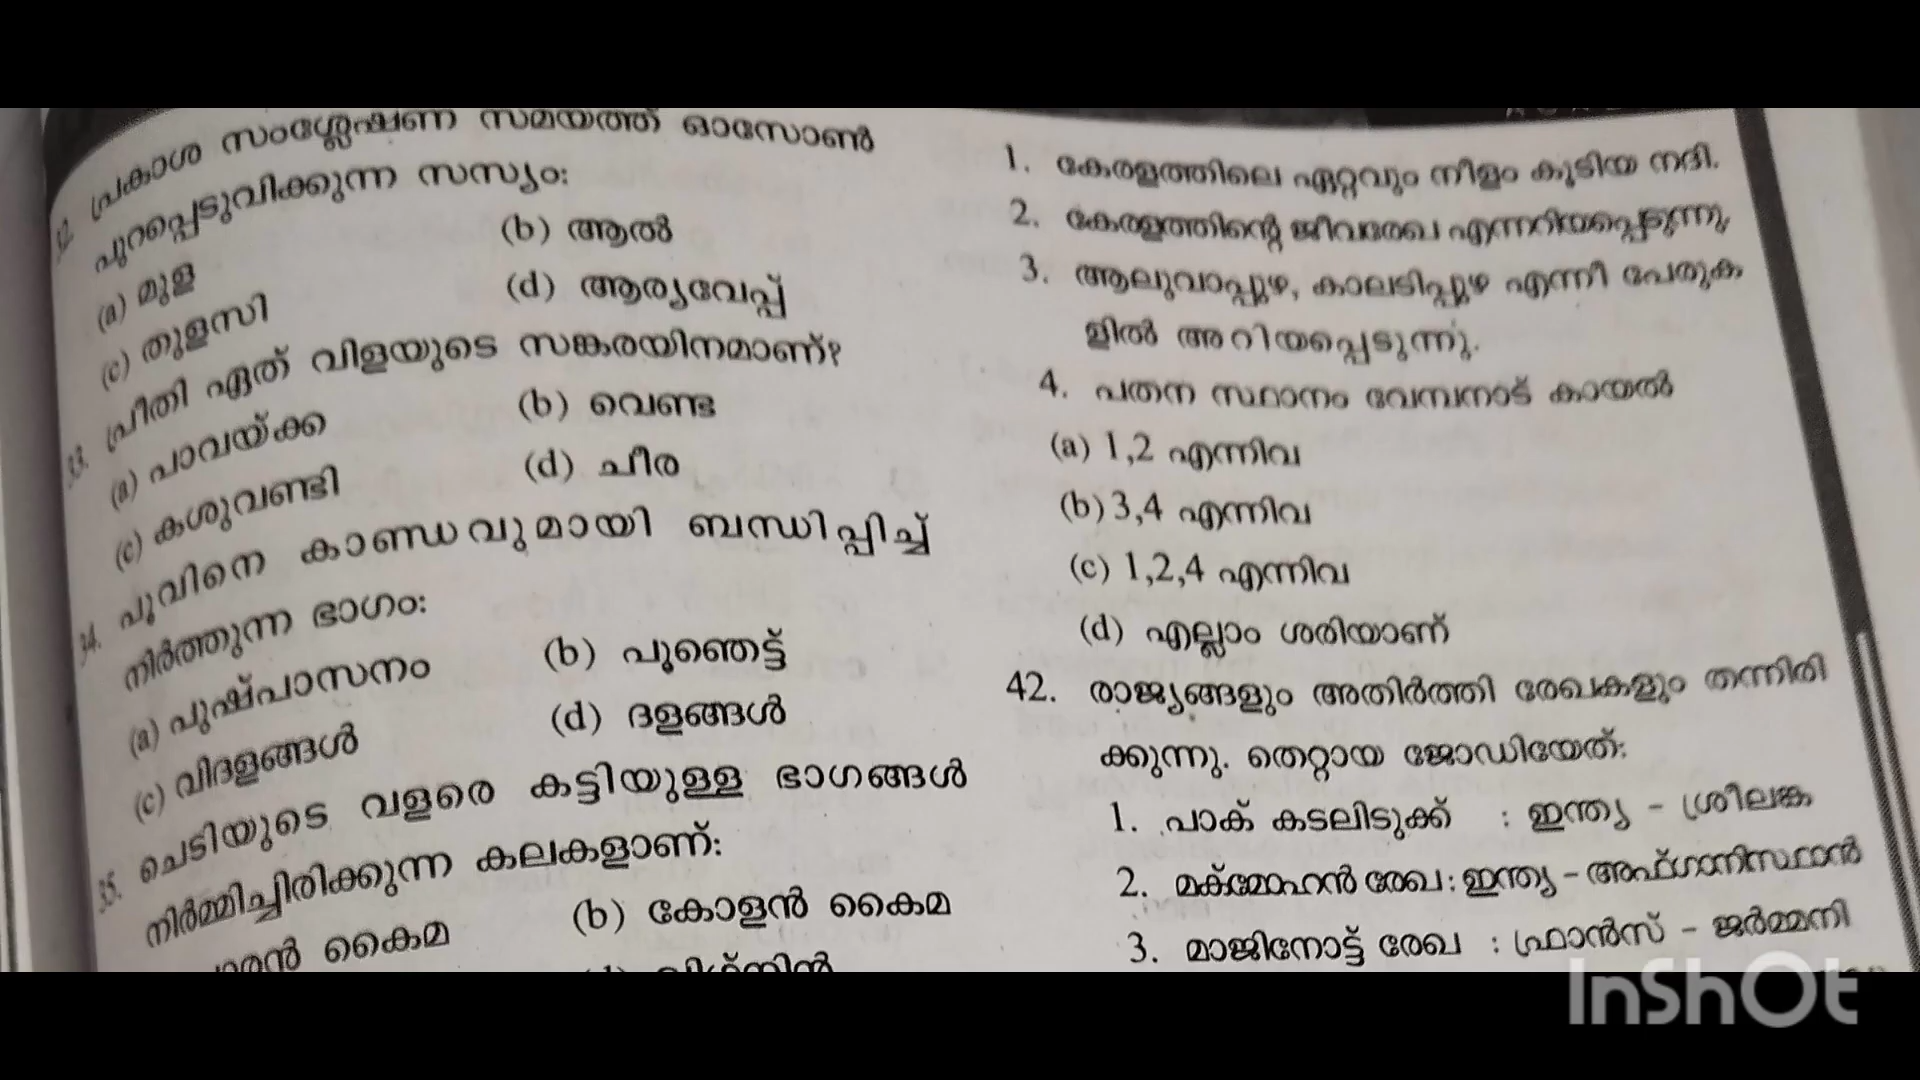 32. പ്രകാശ സംശ്ലേഷണ സമയത്ത് ഓസോൺ
പുറപ്പെടുവിക്കുന്ന സസ്യം:
(a) മുള (b) ആൽ
(c) തുളസി (d) ആര്യവേപ്പ്
33. പ്രീതി ഏത് വിളയുടെ സങ്കരയിനമാണ്?
(a) പാവയ്ക്ക (b) വെണ്ട
(c) കശുവണ്ടി (d) ചീര
34. പൂവിനെ കാണ്ഡവുമായി ബന്ധിപ്പിച്ച്
നിർത്തുന്ന ഭാഗം:
(a) പുഷ്പാസനം (b) പൂഞെട്ട്
(c) വിദളങ്ങൾ (d) ദളങ്ങൾ
35. ചെടിയുടെ വളരെ കട്ടിയുള്ള ഭാഗങ്ങൾ
നിർമ്മിച്ചിരിക്കുന്ന കലകളാണ്:
കൈമ (b) കോളൻ കൈമ
1. കേരളത്തിലെ ഏറ്റവും നീളം കൂടിയ നദി.
2. കേരളത്തിന്റെ ജീവരേഖ എന്നറിയപ്പെടുന്നു.
3. ആലുവാപ്പുഴ, കാലടിപ്പുഴ എന്നീ പേരുക
ളിൽ അറിയപ്പെടുന്നു.
4. പതന സ്ഥാനം വേമ്പനാട് കായൽ
(a) 1,2 എന്നിവ
(b) 3,4 എന്നിവ
(c) 1,2,4 എന്നിവ
(d) എല്ലാം ശരിയാണ്
42. രാജ്യങ്ങളും അതിർത്തി രേഖകളും തന്നിരി
ക്കുന്നു. തെറ്റായ ജോഡിയേത്:
1. പാക് കടലിടുക്ക് : ഇന്ത്യ - ശ്രീലങ്ക
2. മക്മോഹൻ രേഖ : ഇന്ത്യ - അഫ്ഗാനിസ്ഥാൻ
3. മാജിനോട്ട് രേഖ : ഫ്രാൻസ് - ജർമ്മനി
InShOt